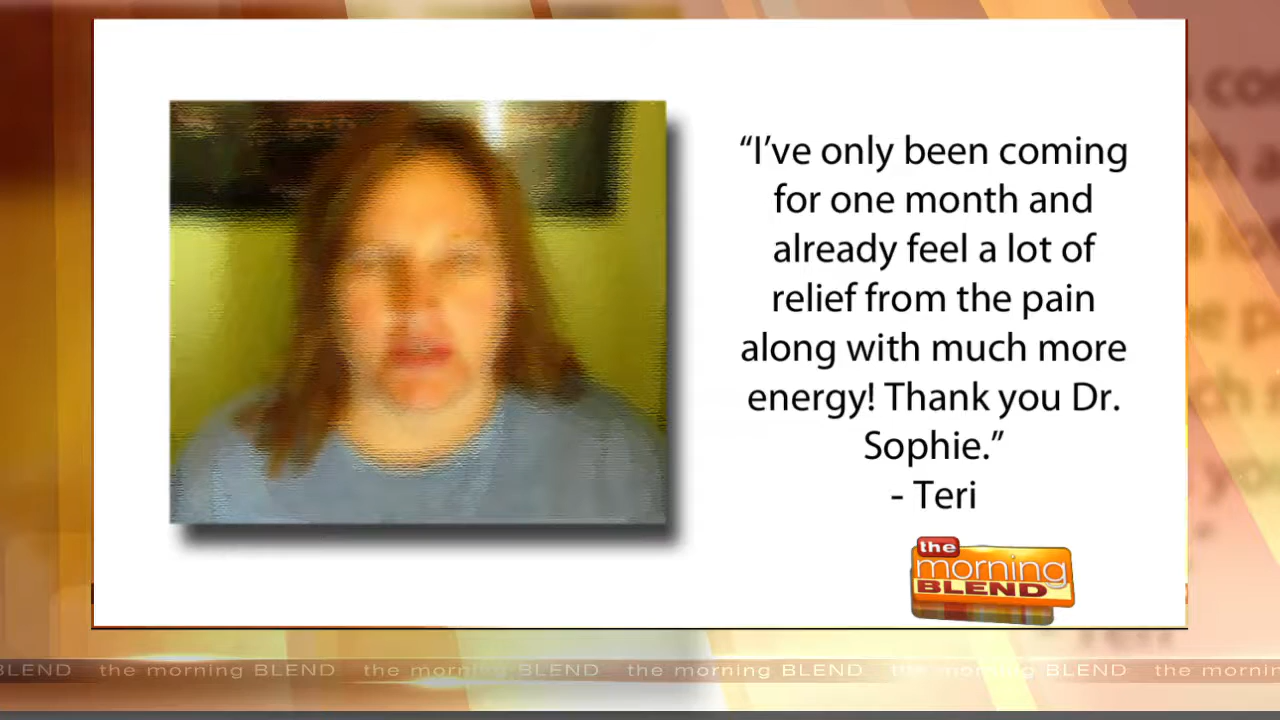 “I’ve only been coming
for one month and
already feel a lot of
relief from the pain
along with much more
energy! Thank you Dr.
Sophie.”
- Teri
the
morning
BLEND
BLEND the morning BLEND the morning BLEND the morning BLEND the morning BLEND the morning